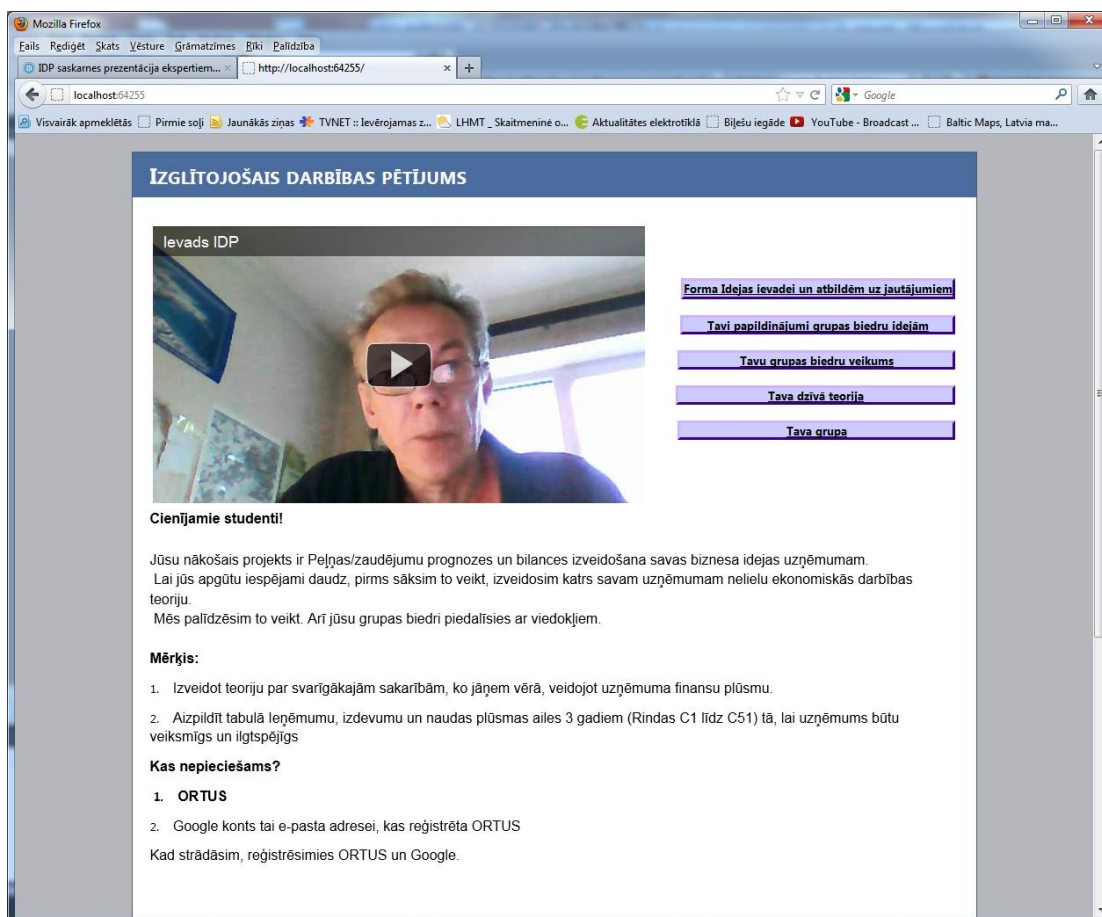 Mozilla Firefox
Fails Rediģēt Skats Vēsture Grāmatzīmes Rīki Palīdzība
IDP saskarnes prezentācija ekspertiem... × http://localhost:64255/ × +
localhost:64255 Google
Visvairāk apmeklētās Pirmie soļi Jaunākās ziņas TVNET :: Ievērojamas z... LHMT _ Skaitmeninė o... Aktualitātes elektrotīklā Biļešu iegāde YouTube - Broadcast ... Baltic Maps, Latvia ma...
Izglītojošais darbības pētījums
Ievads IDP
Forma Idejas ievadei un atbildēm uz jautājumiem
Tavi papildinājumi grupas biedru idejām
Tavu grupas biedru veikums
Tava dzīvā teorija
Tava grupa
Cienījamie studenti!
Jūsu nākošais projekts ir Peļņas/zaudējumu prognozes un bilances izveidošana savas biznesa idejas uzņēmumam.
Lai jūs apgūtu iespējami daudz, pirms sāksim to veikt, izveidosim katrs savam uzņēmumam nelielu ekonomiskās darbības
teoriju.
Mēs palīdzēsim to veikt. Arī jūsu grupas biedri piedalīsies ar viedokļiem.
Mērķis:
1. Izveidot teoriju par svarīgākajām sakarībām, ko jāņem vērā, veidojot uzņēmuma finansu plūsmu.
2. Aizpildīt tabulā Ieņēmumu, izdevumu un naudas plūsmas ailes 3 gadiem (Rindas C1 līdz C51) tā, lai uzņēmums būtu
veiksmīgs un ilgtspējīgs
Kas nepieciešams?
1. ORTUS
2. Google konts tai e-pasta adresei, kas reģistrēta ORTUS
Kad strādāsim, reģistrēsimies ORTUS un Google.